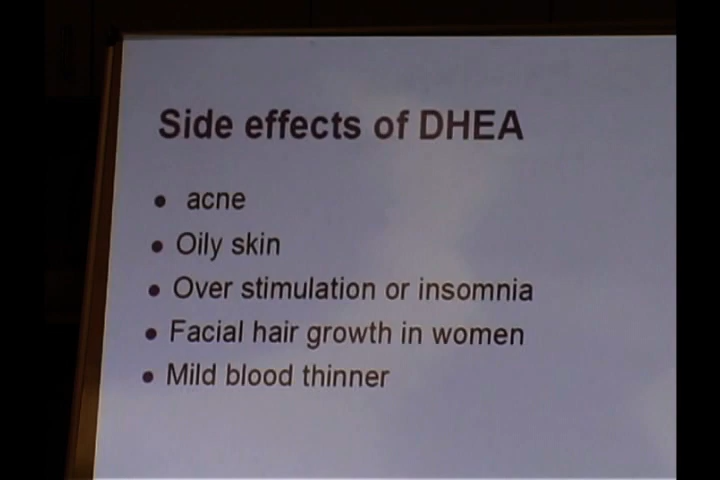 Side effects of DHEA
• acne
• Oily skin
• Over stimulation or insomnia
• Facial hair growth in women
• Mild blood thinner